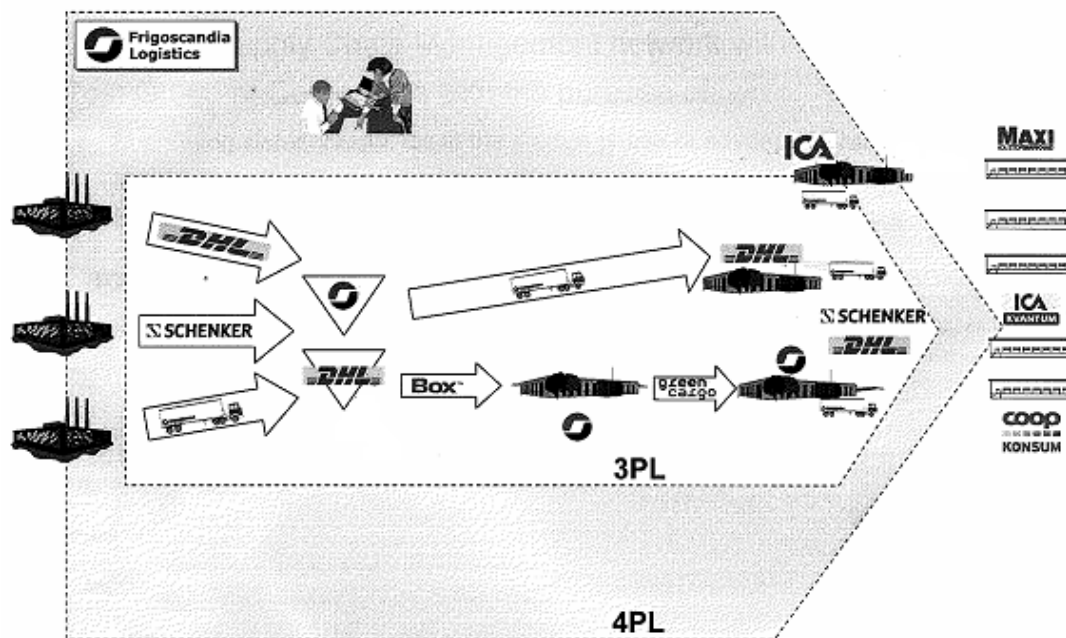 Frigoscandia
Logistics
ICA
MAXI
DHL
DHL
SCHENKER
SCHENKER
ICA
KVANTUM
DHL
DHL
Box
green
cargo
coop
KONSUM
3PL
4PL